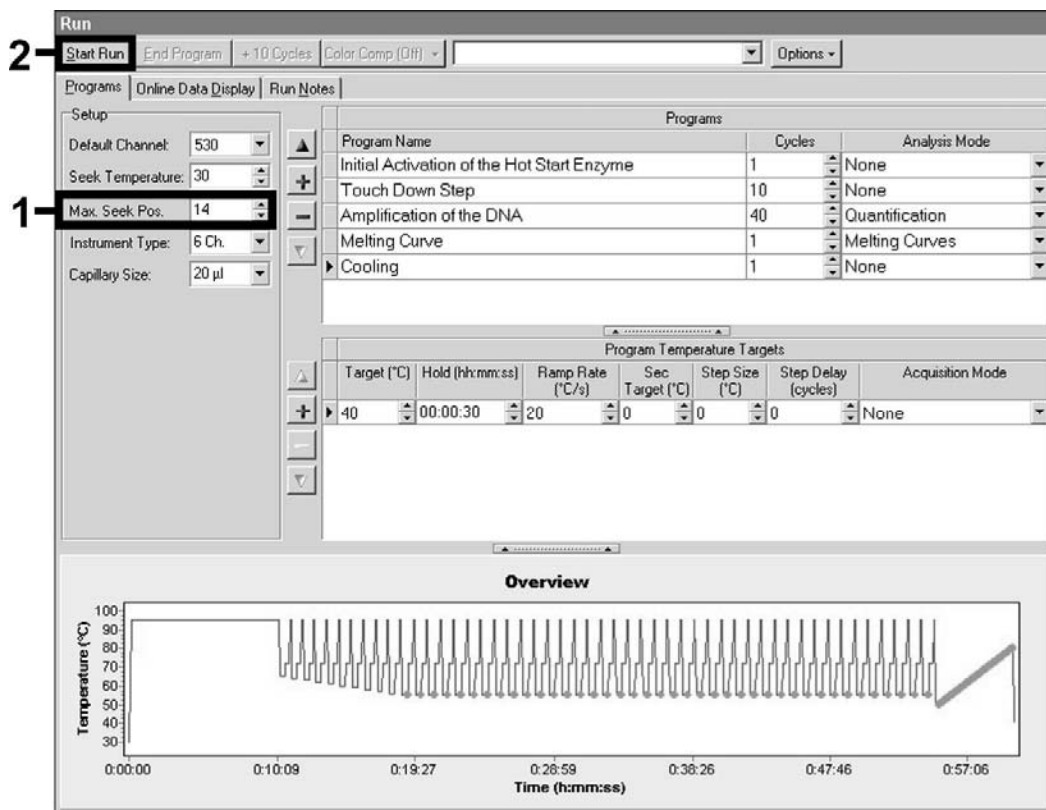 Run
2
Start Run End Program + 10 Cycles Color Comp (Off) Options
Programs Online Data Display Run Notes
Setup
Default Channel: 530
Seek Temperature: 30
1
Max. Seek Pos. 14
Instrument Type: 6 Ch.
Capillary Size: 20 µl
Programs
Program Name Cycles Analysis Mode
Initial Activation of the Hot Start Enzyme 1 None
Touch Down Step 10 None
Amplification of the DNA 40 Quantification
Melting Curve 1 Melting Curves
Cooling 1 None
Program Temperature Targets
Target (°C) Hold (hh:mm:ss) Ramp Rate (°C/s) Sec Target (°C) Step Size (°C) Step Delay (cycles) Acquisition Mode
40 00:00:30 20 0 0 0 None
Overview
Temperature (°C)
100
90
80
70
60
50
40
30
0:00:00 0:10:09 0:19:27 0:28:59 0:38:26 0:47:46 0:57:06
Time (h:mm:ss)